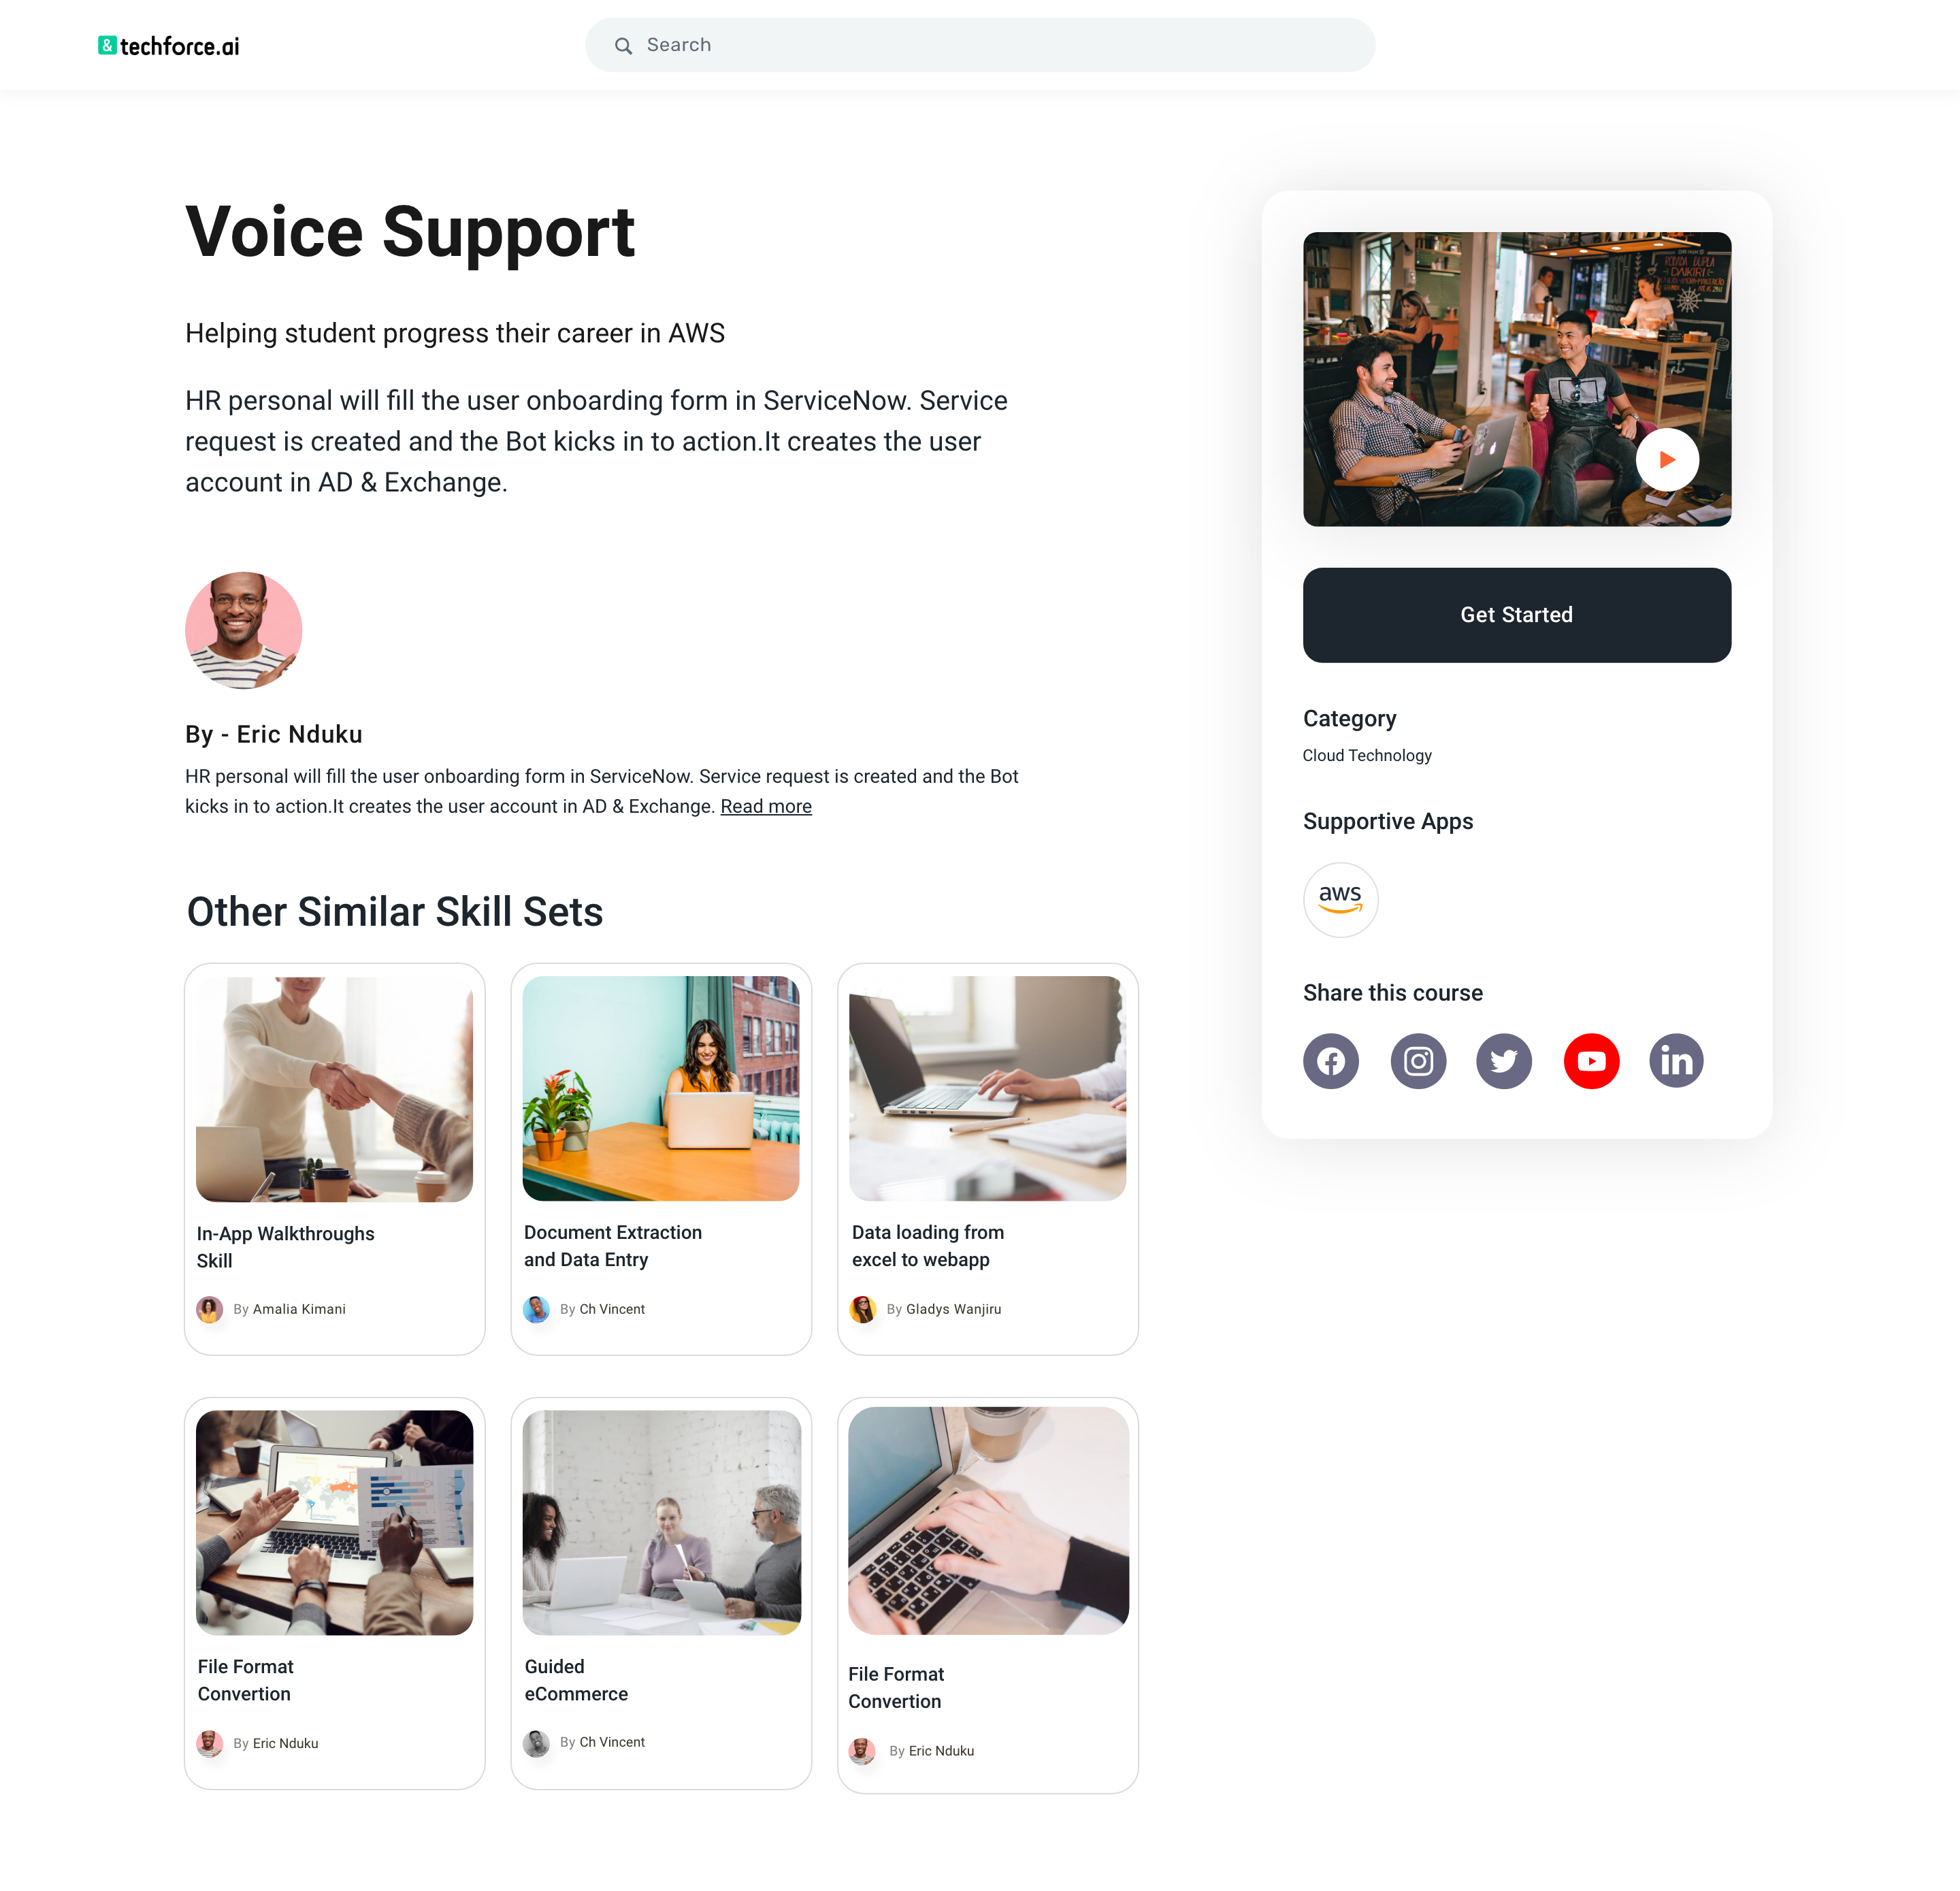 & techforce.ai
Search
Voice Support
Helping student progress their career in AWS
HR personal will fill the user onboarding form in ServiceNow. Service
request is created and the Bot kicks in to action.It creates the user
account in AD & Exchange.
By - Eric Nduku
HR personal will fill the user onboarding form in ServiceNow. Service request is created and the Bot
kicks in to action.It creates the user account in AD & Exchange. Read more
Other Similar Skill Sets
In-App Walkthroughs
Skill
By Amalia Kimani
Document Extraction
and Data Entry
By Ch Vincent
Data loading from
excel to webapp
By Gladys Wanjiru
File Format
Convertion
By Eric Nduku
Guided
eCommerce
By Ch Vincent
File Format
Convertion
By Eric Nduku
DAIKIRI
Get Started
Category
Cloud Technology
Supportive Apps
aws
Share this course
in